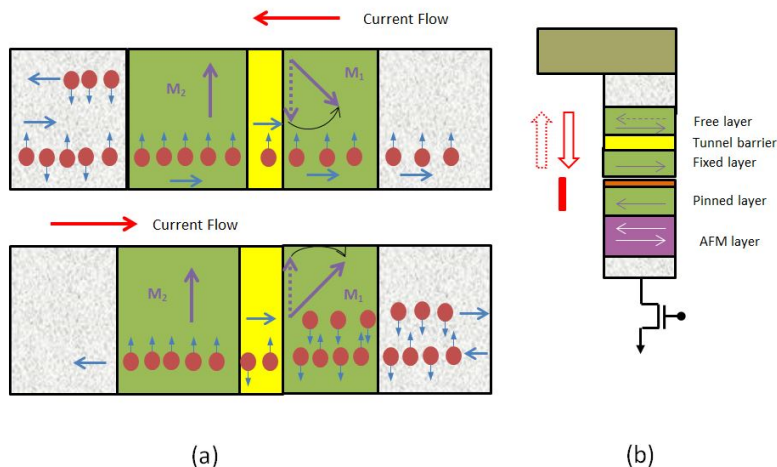 Current Flow
M2
M1
Current Flow
M2
M1
(a)
Free layer
Tunnel barrier
Fixed layer
Pinned layer
AFM layer
(b)